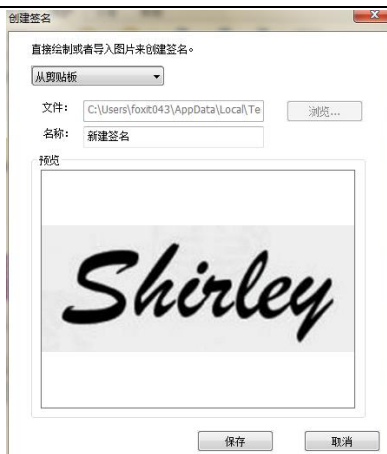 创建签名
直接绘制或者导入图片来创建签名。
从剪贴板
文件: C:\Users\foxit043\AppData\Local\Te 浏览...
名称: 新建签名
预览
Shirley
保存 取消